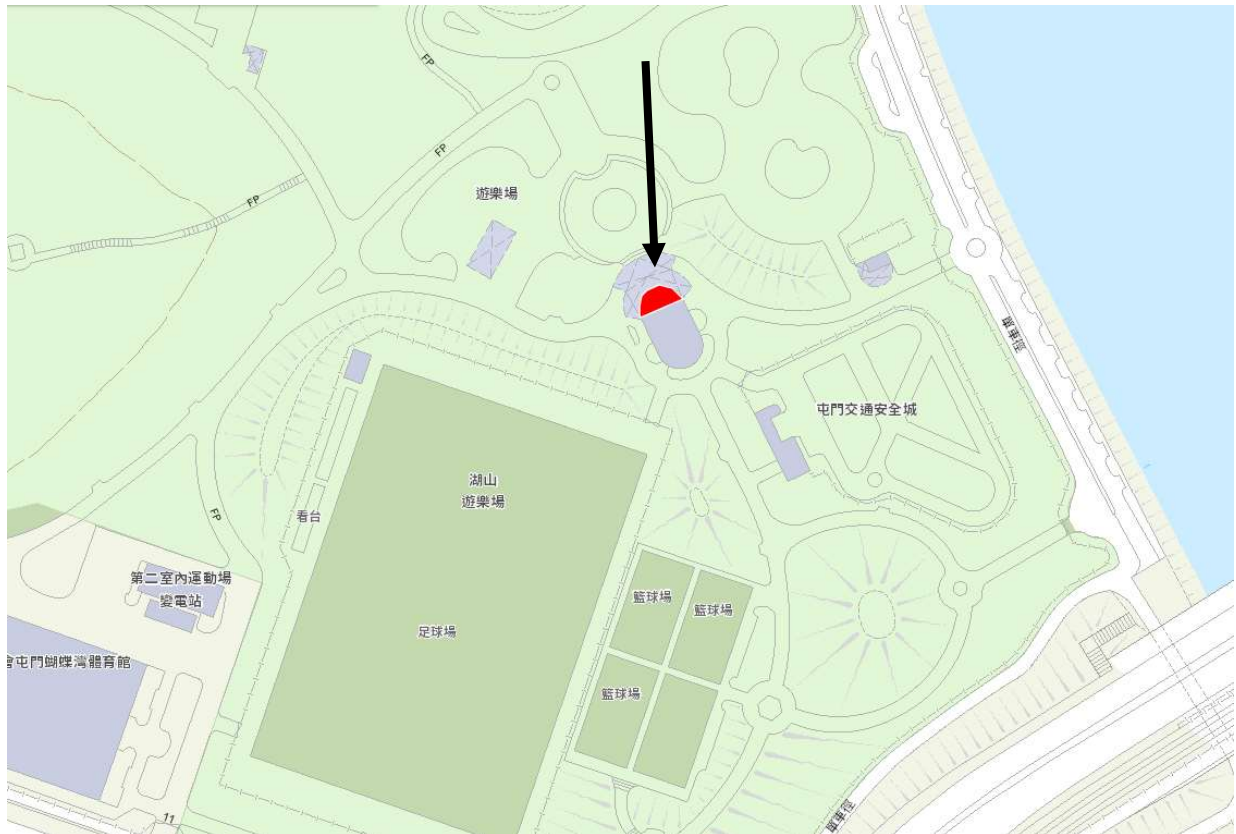 FP
FP
遊樂場
FP
單車徑
屯門交通安全城
湖山
遊樂場
看台
FP
第二室內運動場
變電站
籃球場
籃球場
足球場
屯門蝴蝶灣體育館
籃球場
11
單車徑